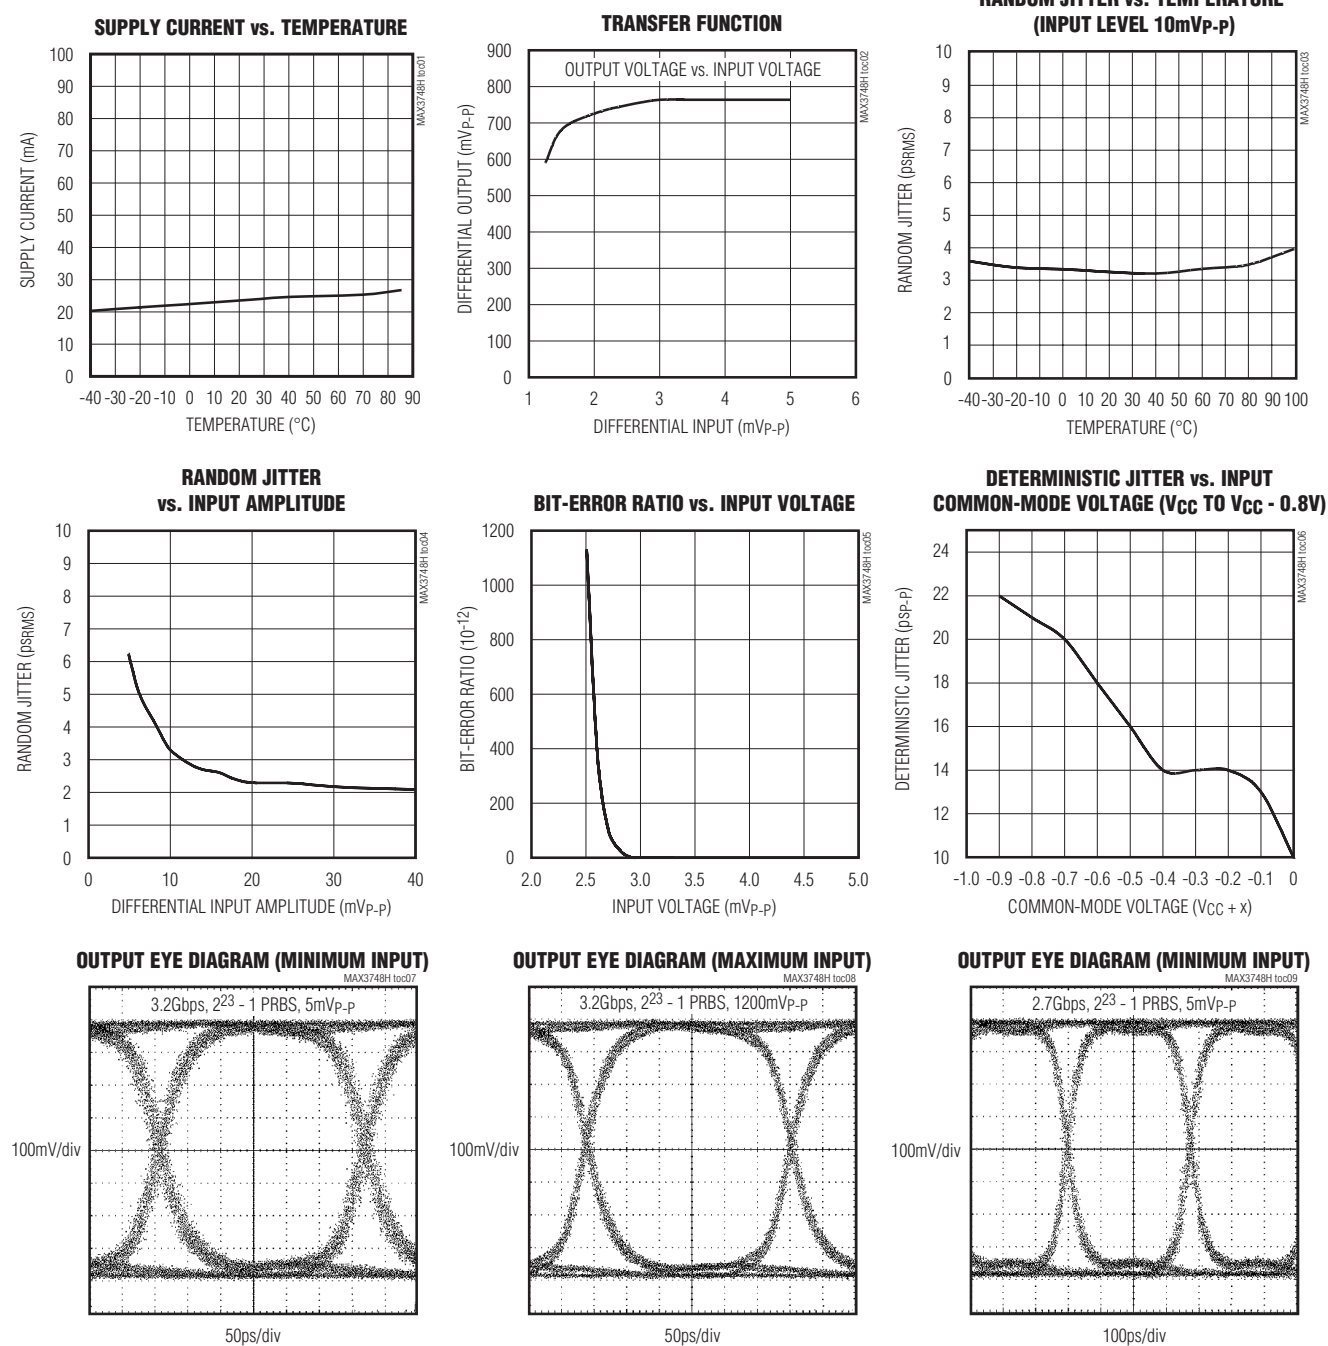 SUPPLY CURRENT vs. TEMPERATURE
MAX3748H toc01
100
90
80
70
60
50
40
30
20
10
0
SUPPLY CURRENT (mA)
-40 -30 -20 -10 0 10 20 30 40 50 60 70 80 90
TEMPERATURE (°C)
TRANSFER FUNCTION
OUTPUT VOLTAGE vs. INPUT VOLTAGE
MAX3748H toc02
900
800
700
600
500
400
300
200
100
0
DIFFERENTIAL OUTPUT (mVP-P)
1 2 3 4 5 6
DIFFERENTIAL INPUT (mVP-P)
RANDOM JITTER vs. TEMPERATURE
(INPUT LEVEL 10mVP-P)
MAX3748H toc03
10
9
8
7
6
5
4
3
2
1
0
RANDOM JITTER (psRMS)
-40 -30 -20 -10 0 10 20 30 40 50 60 70 80 90 100
TEMPERATURE (°C)
RANDOM JITTER
vs. INPUT AMPLITUDE
MAX3748H toc04
10
9
8
7
6
5
4
3
2
1
0
RANDOM JITTER (psRMS)
0 10 20 30 40
DIFFERENTIAL INPUT AMPLITUDE (mVP-P)
BIT-ERROR RATIO vs. INPUT VOLTAGE
MAX3748H toc05
1200
1000
800
600
400
200
0
BIT-ERROR RATIO (10-12)
2.0 2.5 3.0 3.5 4.0 4.5 5.0
INPUT VOLTAGE (mVP-P)
DETERMINISTIC JITTER vs. INPUT
COMMON-MODE VOLTAGE (VCC TO VCC - 0.8V)
MAX3748H toc06
24
22
20
18
16
14
12
10
DETERMINISTIC JITTER (psP-P)
-1.0 -0.9 -0.8 -0.7 -0.6 -0.5 -0.4 -0.3 -0.2 -0.1 0
COMMON-MODE VOLTAGE (VCC + x)
OUTPUT EYE DIAGRAM (MINIMUM INPUT)
MAX3748H toc07
3.2Gbps, 223 - 1 PRBS, 5mVP-P
100mV/div
50ps/div
OUTPUT EYE DIAGRAM (MAXIMUM INPUT)
MAX3748H toc08
3.2Gbps, 223 - 1 PRBS, 1200mVP-P
100mV/div
50ps/div
OUTPUT EYE DIAGRAM (MINIMUM INPUT)
MAX3748H toc09
2.7Gbps, 223 - 1 PRBS, 5mVP-P
100mV/div
100ps/div